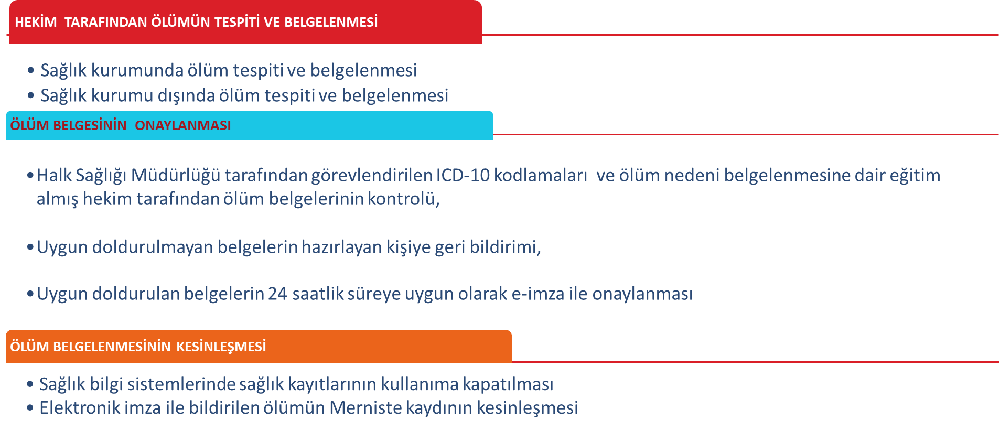 HEKİM TARAFINDAN ÖLÜMÜN TESPİTİ VE BELGELENMESİ
• Sağlık kurumunda ölüm tespiti ve belgelenmesi
• Sağlık kurumu dışında ölüm tespiti ve belgelenmesi
ÖLÜM BELGESİNİN ONAYLANMASI
• Halk Sağlığı Müdürlüğü tarafından görevlendirilen ICD-10 kodlamaları ve ölüm nedeni belgelenmesine dair eğitim
almış hekim tarafından ölüm belgelerinin kontrolü,
• Uygun doldurulmayan belgelerin hazırlayan kişiye geri bildirimi,
• Uygun doldurulan belgelerin 24 saatlik süreye uygun olarak e-imza ile onaylanması
ÖLÜM BELGELENMESİNİN KESİNLEŞMESİ
• Sağlık bilgi sistemlerinde sağlık kayıtlarının kullanıma kapatılması
• Elektronik imza ile bildirilen ölümün Merniste kaydının kesinleşmesi